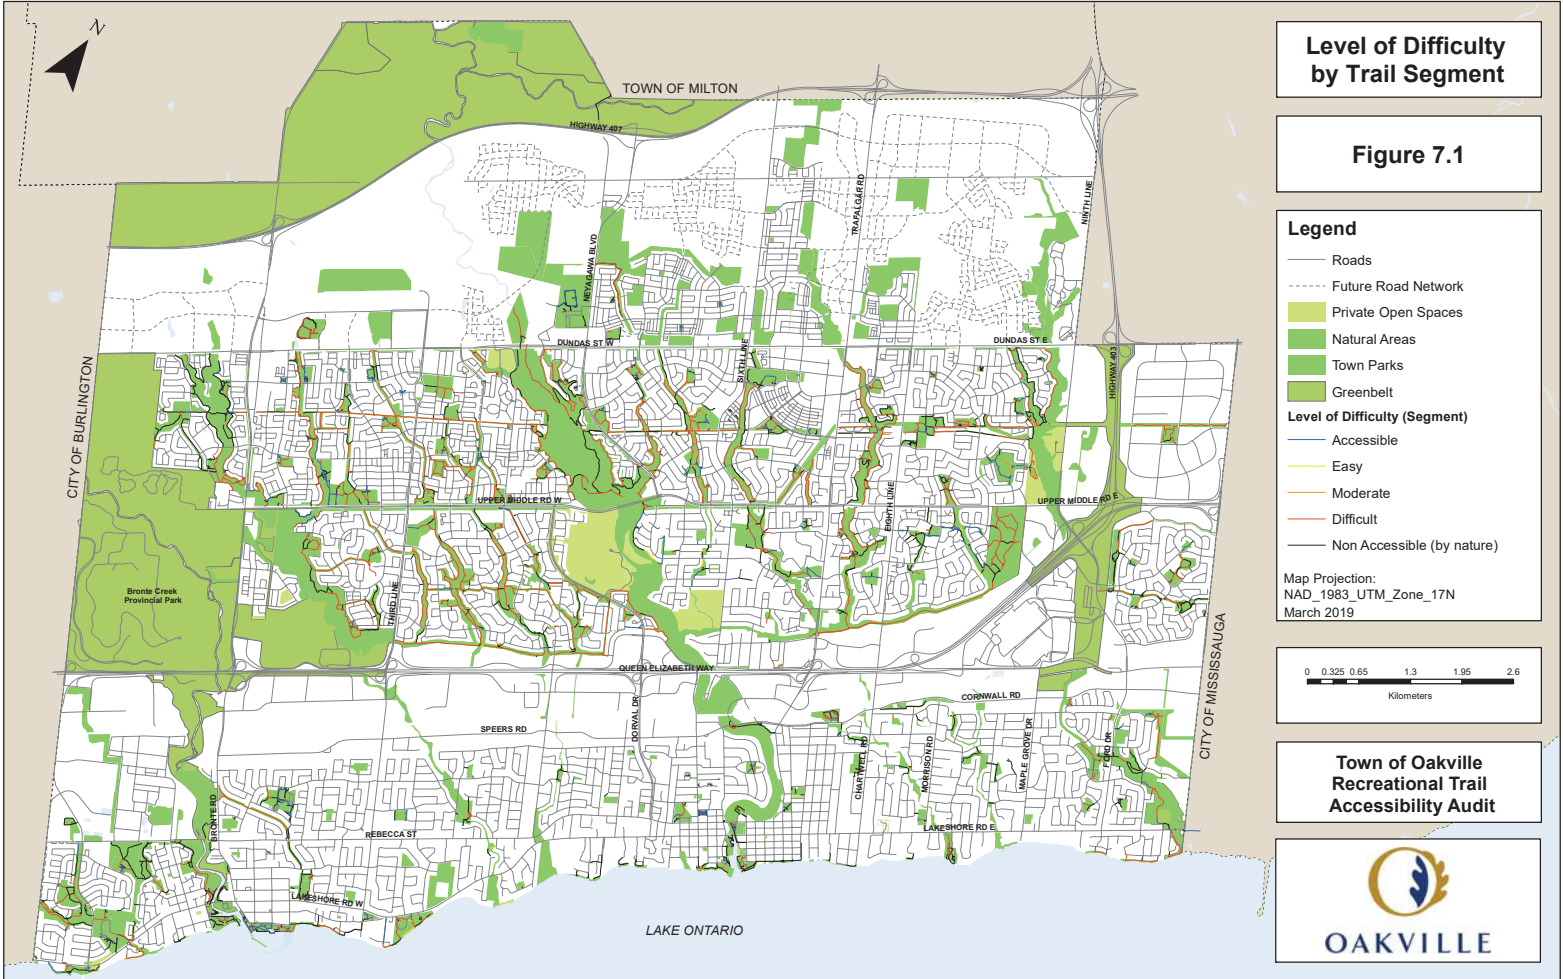 Level of Difficulty
by Trail Segment
Figure 7.1
Legend
Roads
Future Road Network
Private Open Spaces
Natural Areas
Town Parks
Greenbelt
Level of Difficulty (Segment)
Accessible
Easy
Moderate
Difficult
Non Accessible (by nature)
Map Projection:
NAD_1983_UTM_Zone_17N
March 2019
0 0.325 0.65 1.3 1.95 2.6
Kilometers
Town of Oakville
Recreational Trail
Accessibility Audit
OAKVILLE
N
TOWN OF MILTON
HIGHWAY 407
NEYAGAWA BLVD
TRAFALGAR RD
NINTH LINE
DUNDAS ST W
SIXTH LINE
DUNDAS ST E
HIGHWAY 403
CITY OF BURLINGTON
UPPER MIDDLE RD W
EIGHTH LINE
UPPER MIDDLE RD E
Bronte Creek
Provincial Park
THIRD LINE
QUEEN ELIZABETH WAY
CITY OF MISSISSAUGA
CORNWALL RD
SPEERS RD
DORVAL DR
CHARTWELL RD
MORRISON RD
MAPLE GROVE DR
FORD DR
BRONTE RD
REBECCA ST
LAKESHORE RD E
LAKESHORE RD W
LAKE ONTARIO